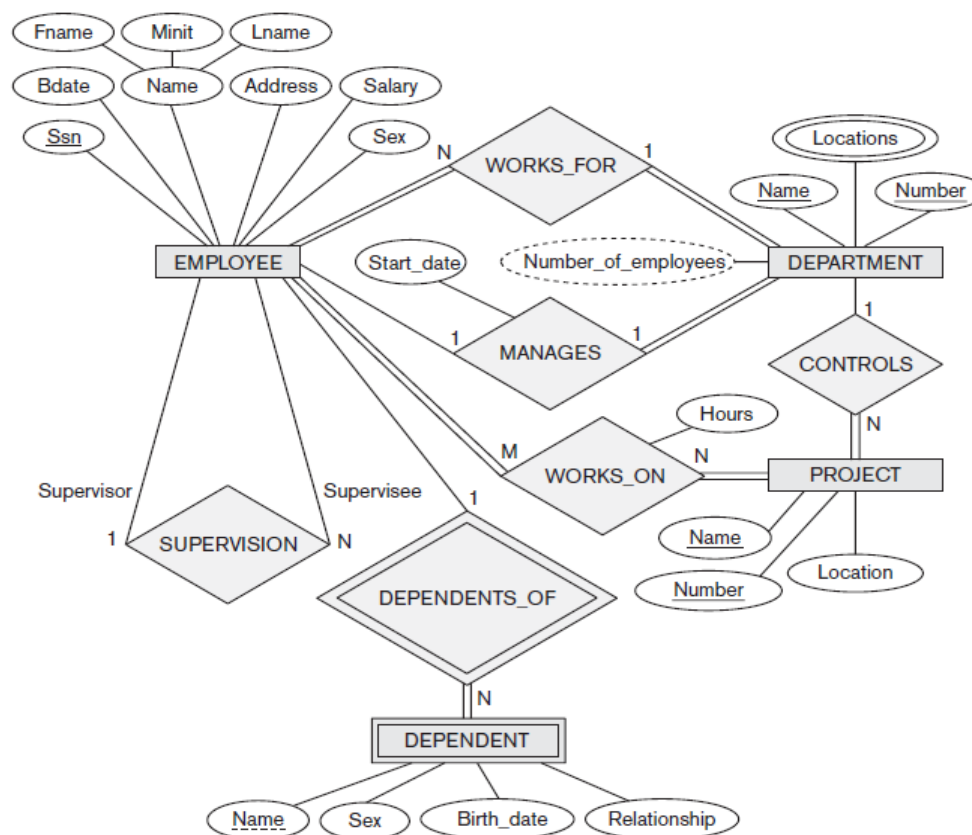 Fname
Minit
Lname
Bdate
Name
Address
Salary
Ssn
Sex
Locations
Name
Number
N
WORKS_FOR
1
EMPLOYEE
Start_date
Number_of_employees
DEPARTMENT
1
MANAGES
1
1
CONTROLS
N
Hours
M
WORKS_ON
N
PROJECT
Name
Number
Location
Supervisor
Supervisee
1
SUPERVISION
N
1
DEPENDENTS_OF
N
DEPENDENT
Name
Sex
Birth_date
Relationship